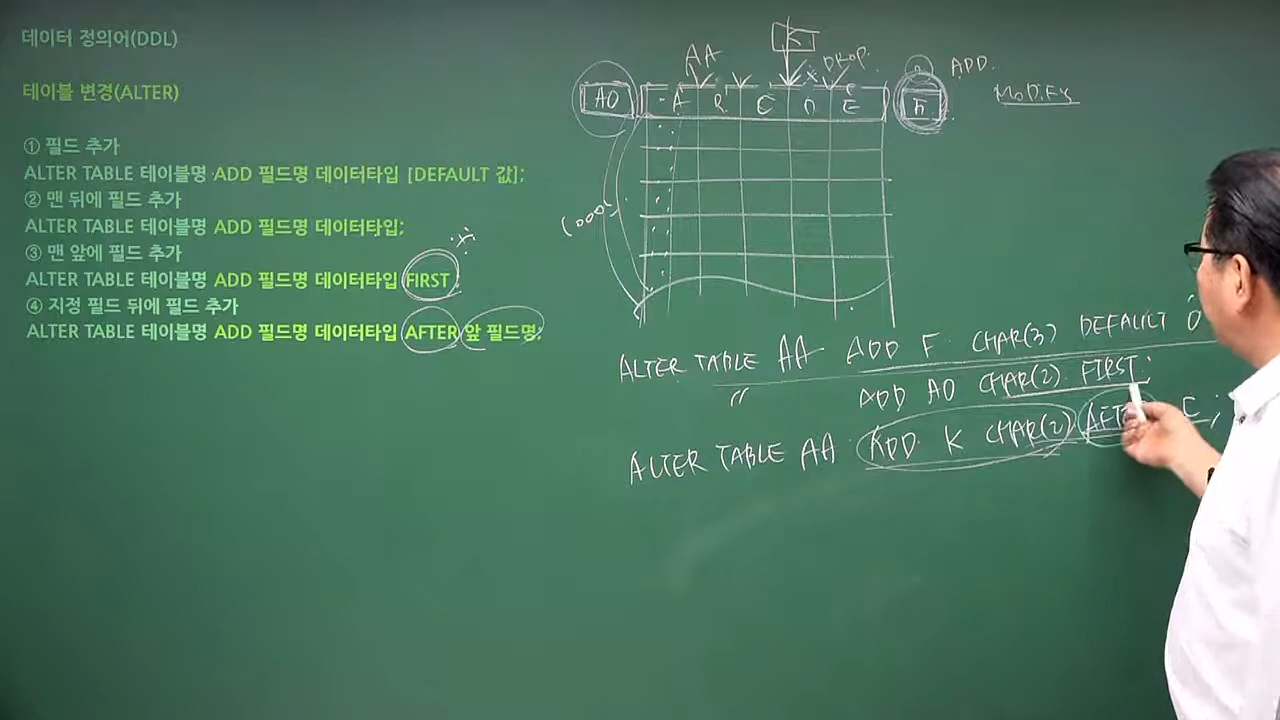 데이터 정의어(DDL)
테이블 변경(ALTER)
① 필드 추가
ALTER TABLE 테이블명 ADD 필드명 데이터타입 [DEFAULT 값];
② 맨 뒤에 필드 추가
ALTER TABLE 테이블명 ADD 필드명 데이터타입;
③ 맨 앞에 필드 추가
ALTER TABLE 테이블명 ADD 필드명 데이터타입 FIRST ;
④ 지정 필드 뒤에 필드 추가
ALTER TABLE 테이블명 ADD 필드명 데이터타입 AFTER 앞 필드명;
K
AA
DROP.
ADD.
MODIFY
A0 A B C D E F
ALTER TABLE AA ADD F CHAR(3) DEFAULT '0
〃 ADD A0 CHAR(2) FIRST;
ALTER TABLE AA ADD K CHAR(2) C ;